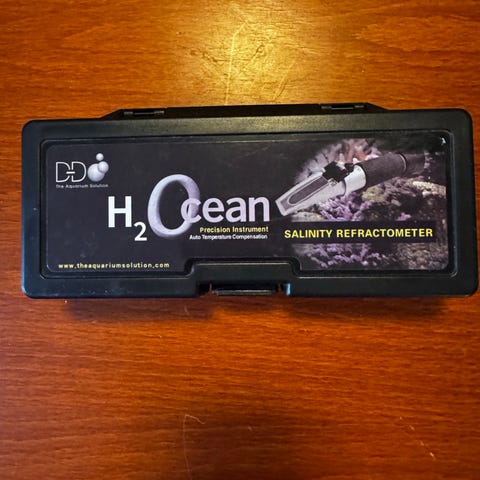 D-D
The Aquarium Solution
H2Ocean
Precision Instrument
Auto Temperature Compensation
SALINITY REFRACTOMETER
www.theaquariumsolution.com